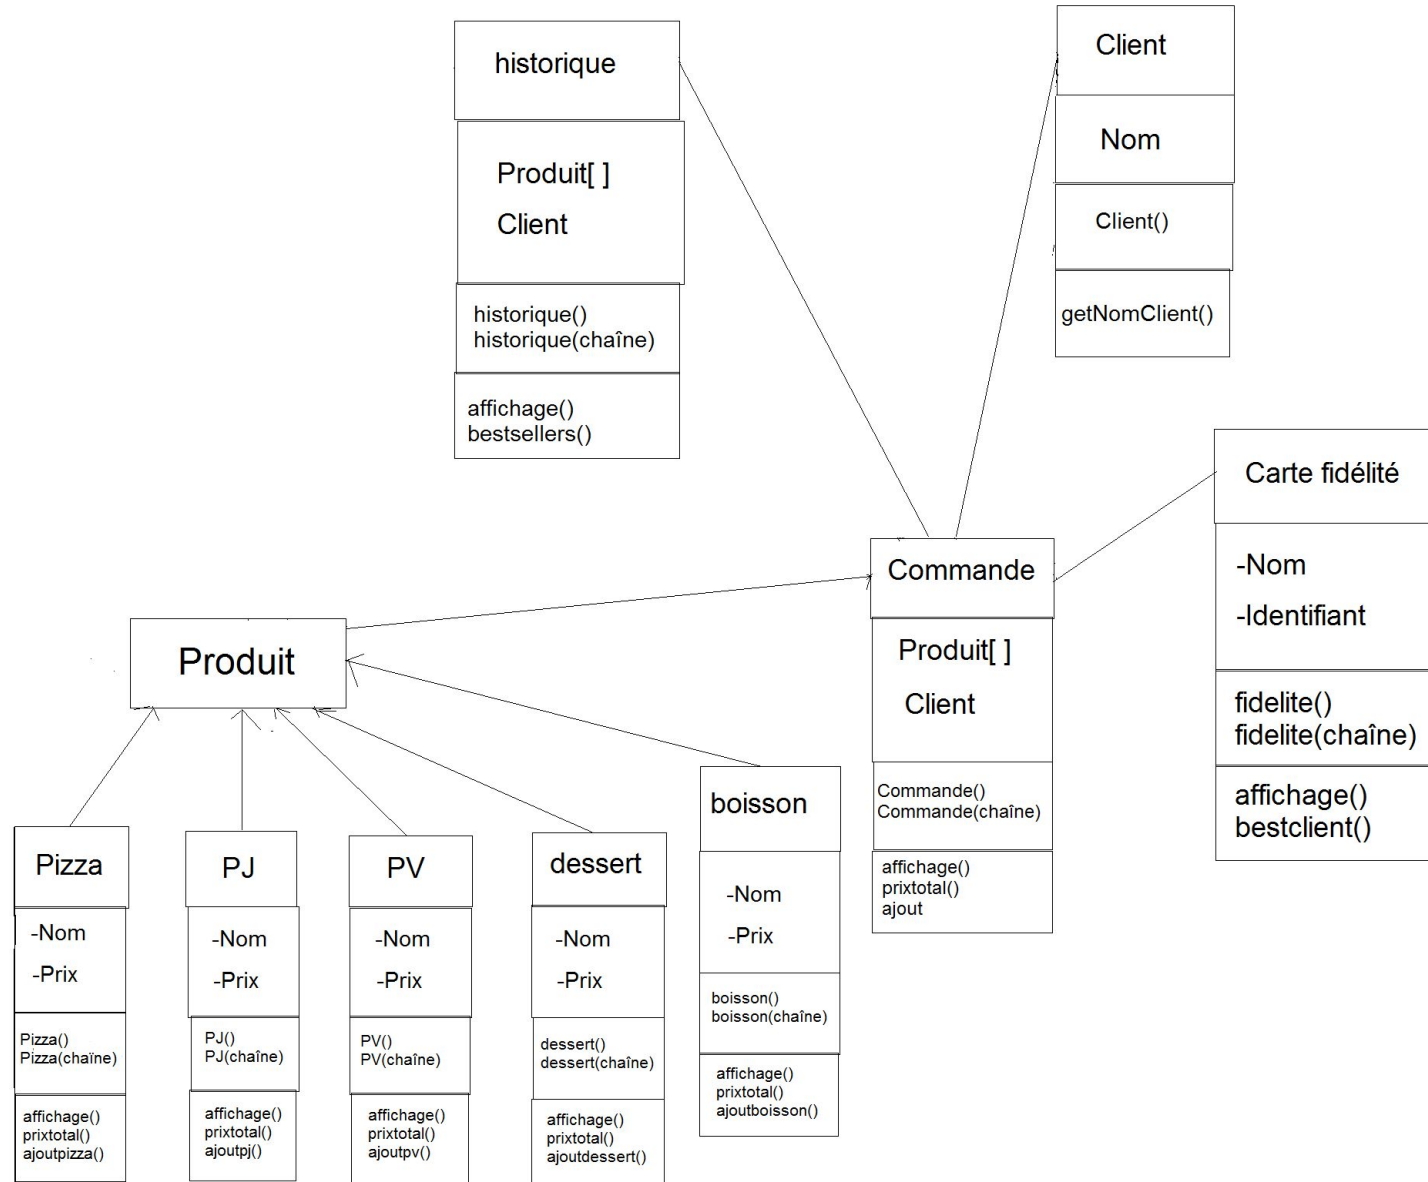 historique
Produit[ ]
Client
historique()
historique(chaîne)
affichage()
bestsellers()
Client
Nom
Client()
getNomClient()
Carte fidélité
-Nom
-Identifiant
fidelite()
fidelite(chaîne)
affichage()
bestclient()
Commande
Produit[ ]
Client
Commande()
Commande(chaîne)
affichage()
prixtotal()
ajout
Produit
Pizza
-Nom
-Prix
Pizza()
Pizza(chaïne)
affichage()
prixtotal()
ajoutpizza()
PJ
-Nom
-Prix
PJ()
PJ(chaîne)
affichage()
prixtotal()
ajoutpj()
PV
-Nom
-Prix
PV()
PV(chaîne)
affichage()
prixtotal()
ajoutpv()
dessert
-Nom
-Prix
dessert()
dessert(chaîne)
affichage()
prixtotal()
ajoutdessert()
boisson
-Nom
-Prix
boisson()
boisson(chaîne)
affichage()
prixtotal()
ajoutboisson()